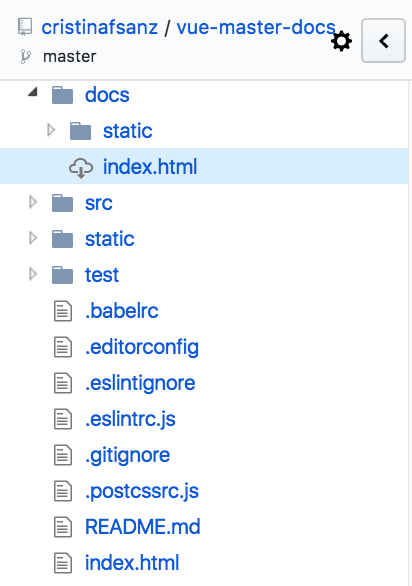 cristinafsanz / vue-master-docs
master
docs
static
index.html
src
static
test
.babelrc
.editorconfig
.eslintignore
.eslintrc.js
.gitignore
.postcssrc.js
README.md
index.html